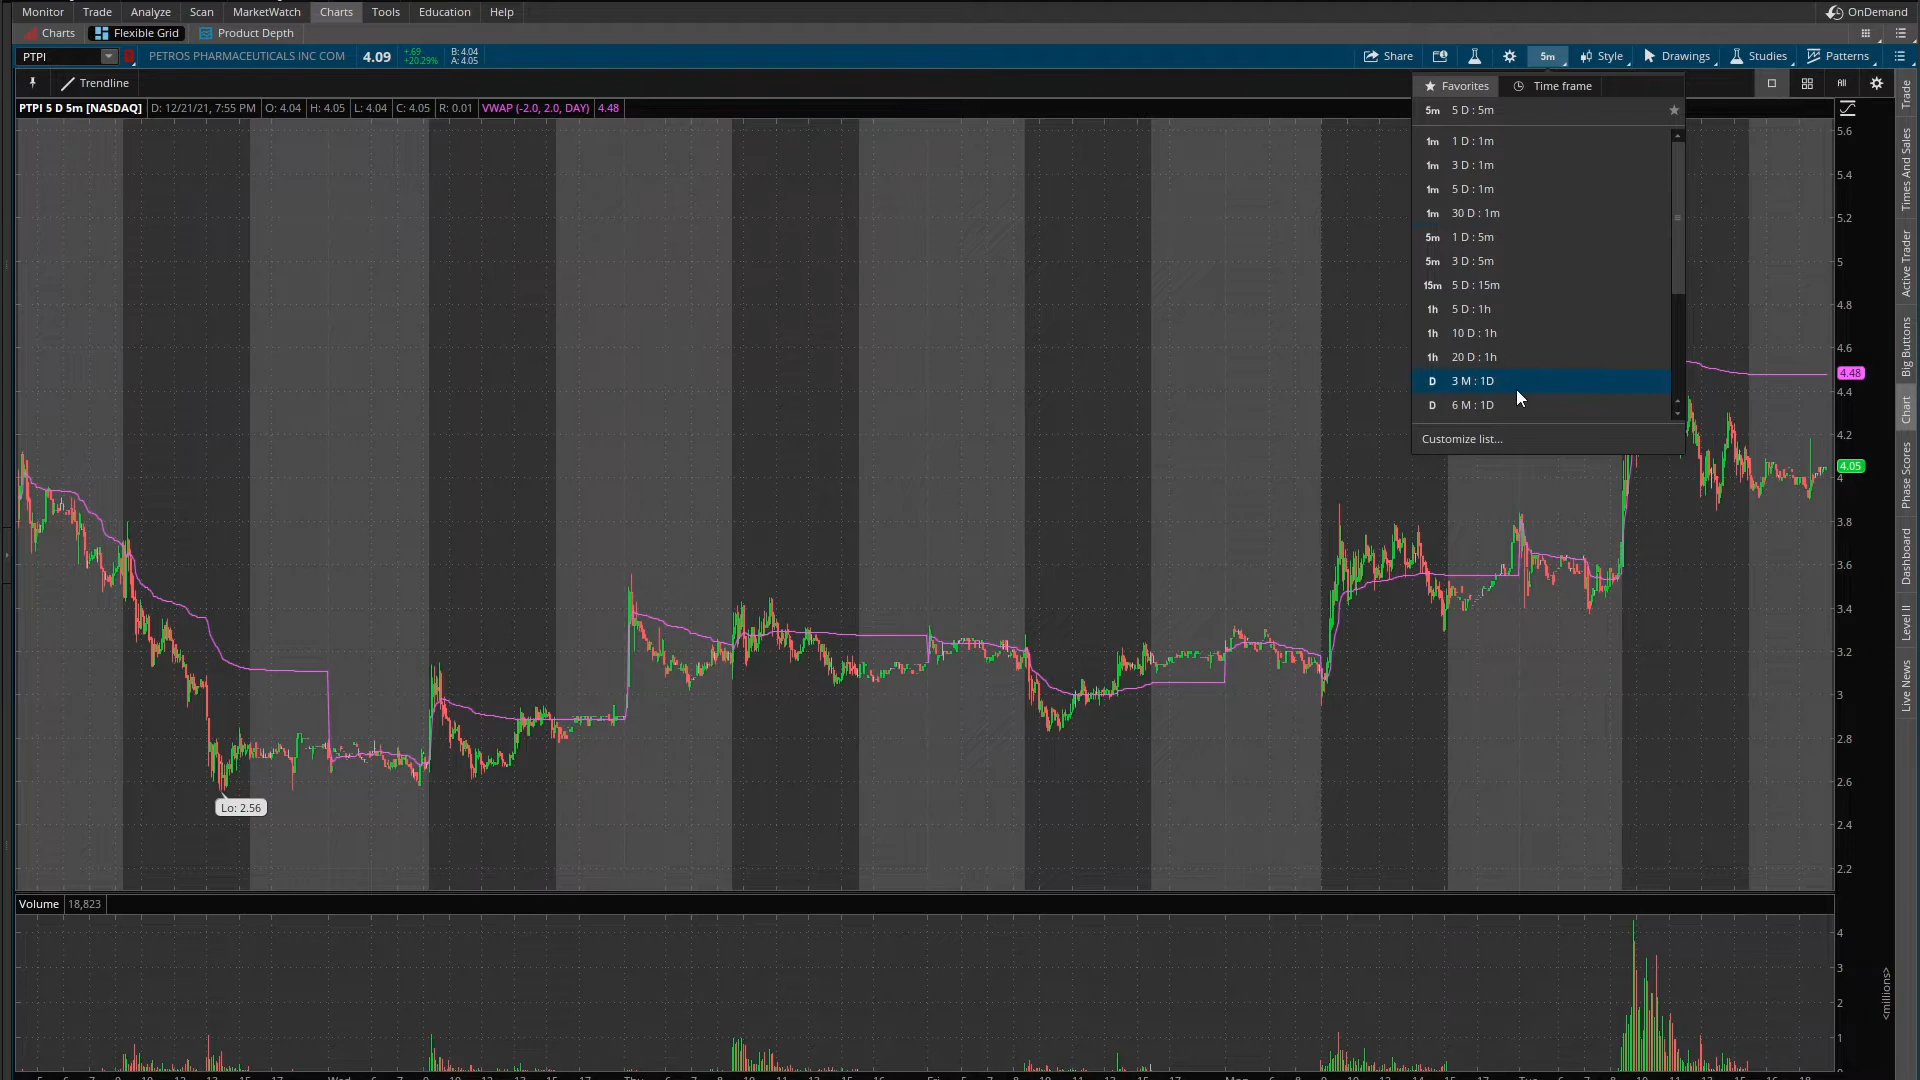 Monitor Trade Analyze Scan MarketWatch Charts Tools Education Help OnDemand
Charts Flexible Grid Product Depth
PTPI PETROS PHARMACEUTICALS INC COM 4.09 +.69 +20.29% B: 4.04 A: 4.05 Share 5m Style Drawings Studies Patterns
Trendline
Favorites Time frame
All
PTPI 5 D 5m [NASDAQ] D: 12/21/21, 7:55 PM O: 4.04 H: 4.05 L: 4.04 C: 4.05 R: 0.01 VWAP (-2.0, 2.0, DAY) 4.48
5m 5 D : 5m
1m 1 D : 1m
1m 3 D : 1m
1m 5 D : 1m
1m 30 D : 1m
5m 1 D : 5m
5m 3 D : 5m
15m 5 D : 15m
1h 5 D : 1h
1h 10 D : 1h
1h 20 D : 1h
D 3 M : 1D
D 6 M : 1D
Customize list...
5.6
5.4
5.2
5
4.8
4.6
4.48
4.4
4.2
4.05
4
3.8
3.6
3.4
3.2
3
2.8
2.6
2.4
2.2
Lo: 2.56
Trade
Times And Sales
Active Trader
Big Buttons
Chart
Phase Scores
Dashboard
Level II
Live News
Volume 18,823
4
3
2
1
<millions>